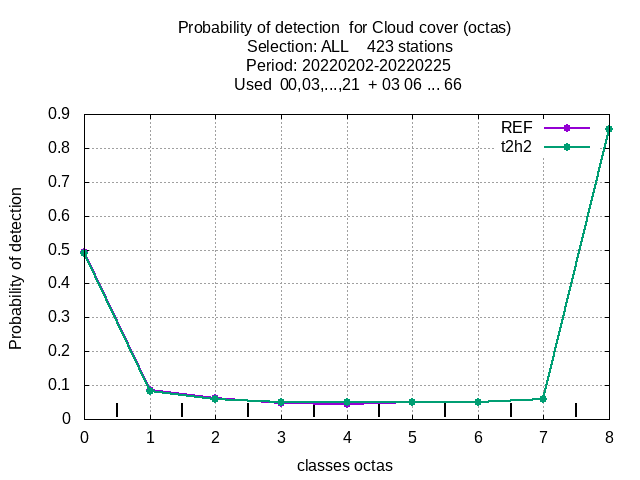 Probability of detection  for Cloud cover (octas)
Selection: ALL    423 stations
Period: 20220202-20220225
Used  00,03,...,21  + 03 06 ... 66
REF
t2h2
0.9
0.8
0.7
0.6
0.5
0.4
0.3
0.2
0.1
0
Probability of detection
0 1 2 3 4 5 6 7 8
classes octas